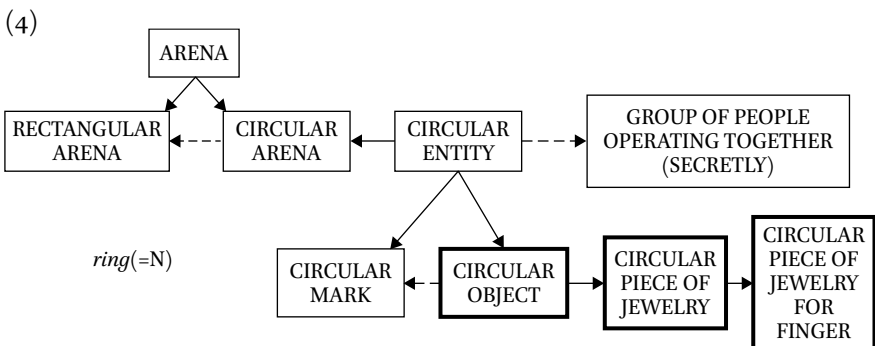 (4)
ARENA
RECTANGULAR
ARENA
CIRCULAR
ARENA
CIRCULAR
ENTITY
GROUP OF PEOPLE
OPERATING TOGETHER
(SECRETLY)
ring(=N)
CIRCULAR
MARK
CIRCULAR
OBJECT
CIRCULAR
PIECE OF
JEWELRY
CIRCULAR
PIECE OF
JEWELRY
FOR
FINGER